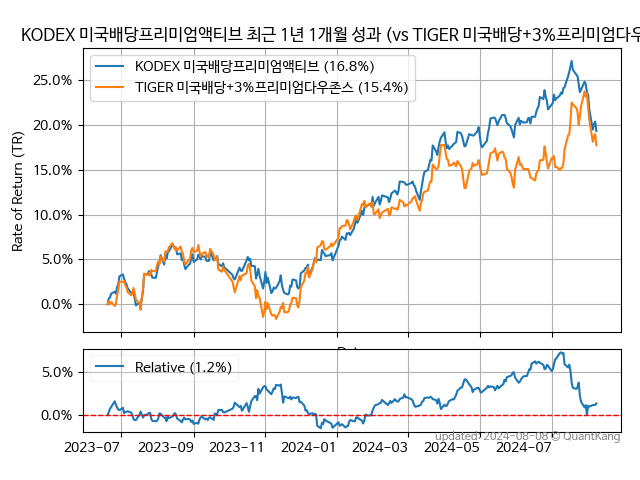 KODEX 미국배당프리미엄액티브 최근 1년 1개월 성과 (vs TIGER 미국배당+3%프리미엄다우
KODEX 미국배당프리미엄액티브 (16.8%)
TIGER 미국배당+3%프리미엄다우존스 (15.4%)
Rate of Return (TR)
25.0%
20.0%
15.0%
10.0%
5.0%
0.0%
Relative (1.2%)
5.0%
0.0%
2023-07
2023-09
2023-11
2024-01
2024-03
2024-05
2024-07
updated: 2024-08-08 © QuantKang